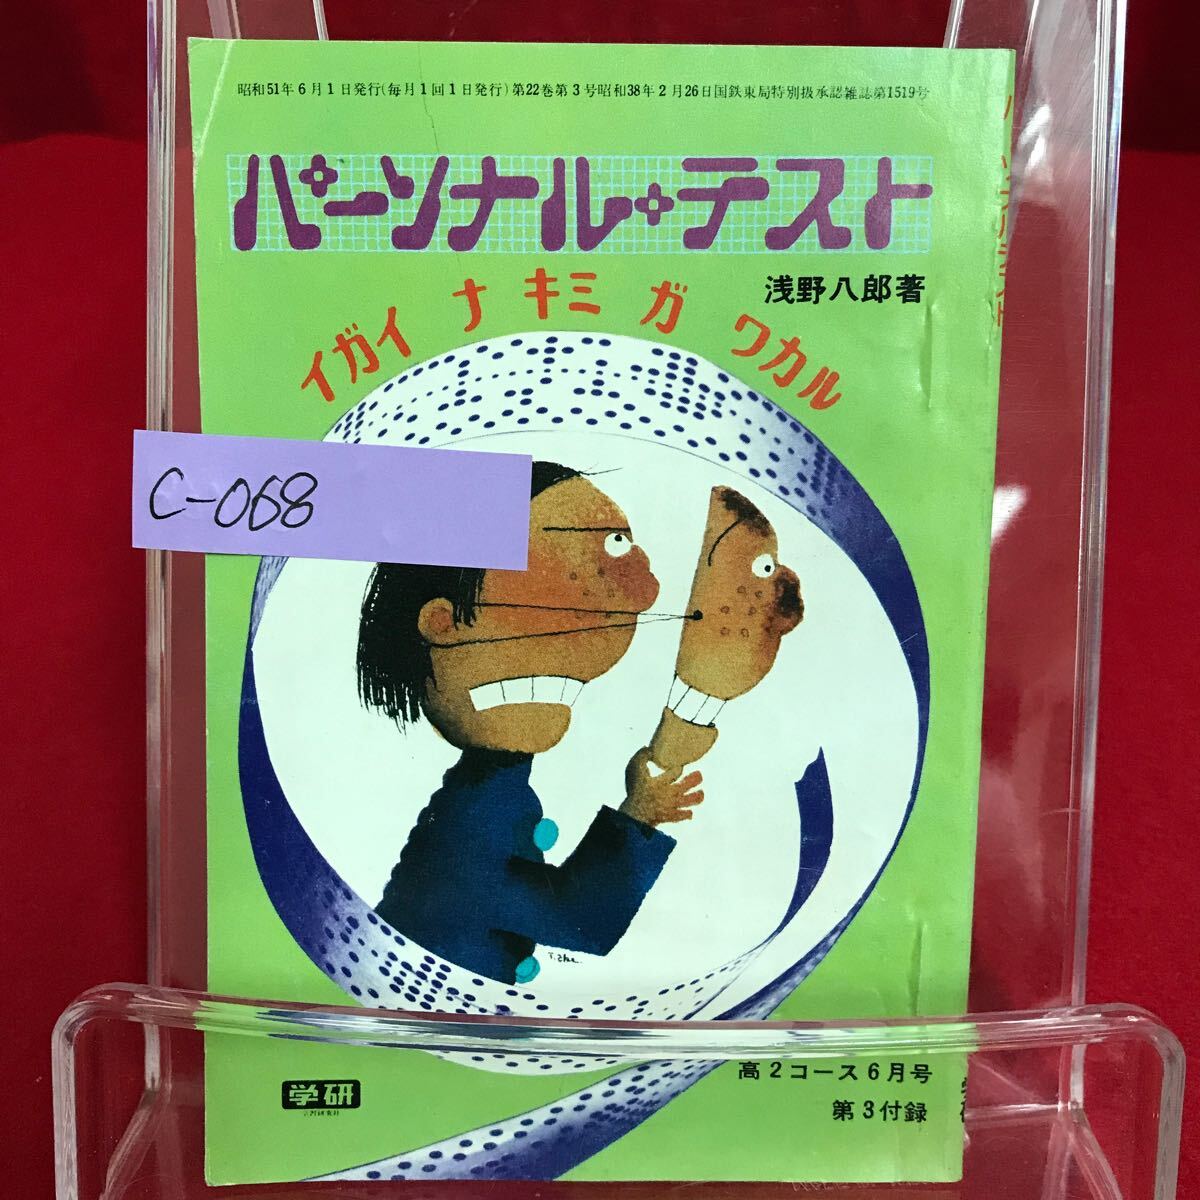 昭和51年6月1日発行(毎月1回1日発行)第22巻第3号昭和38年2月26日国鉄東局特別扱承認雑誌第1519号
パーソナル・テスト
浅野八郎著
イガイ ナ キミ ガ ワカル
C-068
高2コース6月号
第3付録
学研